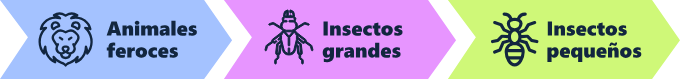 Animales
feroces
Insectos
grandes
Insectos
pequeños